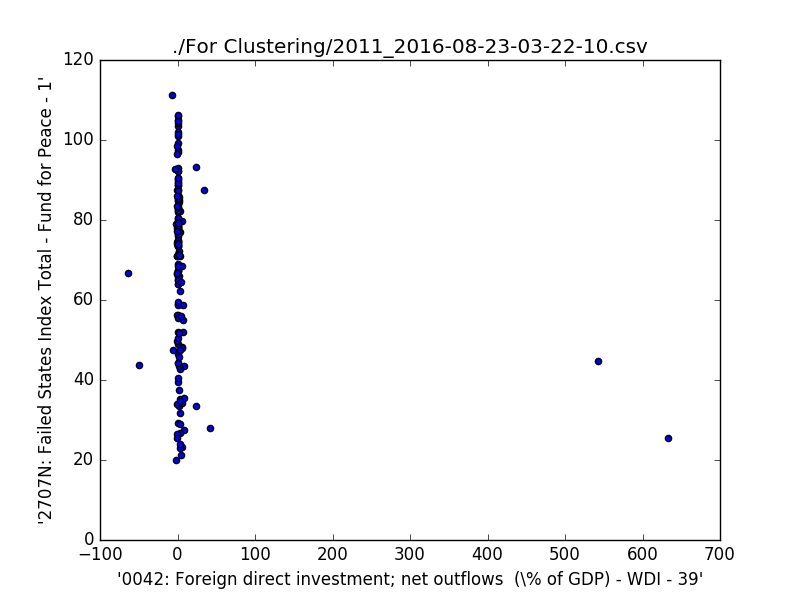 ./For Clustering/2011_2016-08-23-03-22-10.csv
'2707N: Failed States Index Total - Fund for Peace - 1'
120
100
80
60
40
20
0
−100 0 100 200 300 400 500 600 700
'0042: Foreign direct investment; net outflows (\% of GDP) - WDI - 39'